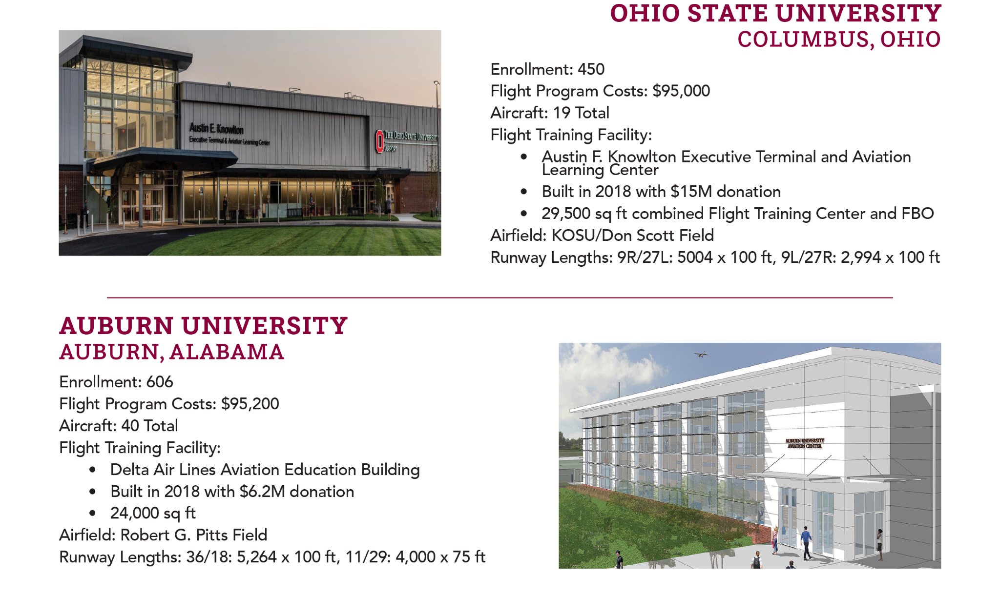 OHIO STATE UNIVERSITY
COLUMBUS, OHIO
Austin E. Knowlton
Executive Terminal & Aviation Learning Center
THE OHIO STATE UNIVERSIT
AIRPORT
Enrollment: 450
Flight Program Costs: $95,000
Aircraft: 19 Total
Flight Training Facility:
• Austin F. Knowlton Executive Terminal and Aviation
Learning Center
• Built in 2018 with $15M donation
• 29,500 sq ft combined Flight Training Center and FBO
Airfield: KOSU/Don Scott Field
Runway Lengths: 9R/27L: 5004 x 100 ft, 9L/27R: 2,994 x 100 ft
AUBURN UNIVERSITY
AUBURN, ALABAMA
Enrollment: 606
Flight Program Costs: $95,200
Aircraft: 40 Total
Flight Training Facility:
• Delta Air Lines Aviation Education Building
• Built in 2018 with $6.2M donation
• 24,000 sq ft
Airfield: Robert G. Pitts Field
Runway Lengths: 36/18: 5,264 x 100 ft, 11/29: 4,000 x 75 ft
AUBURN UNIVERSITY
AVIATION CENTER